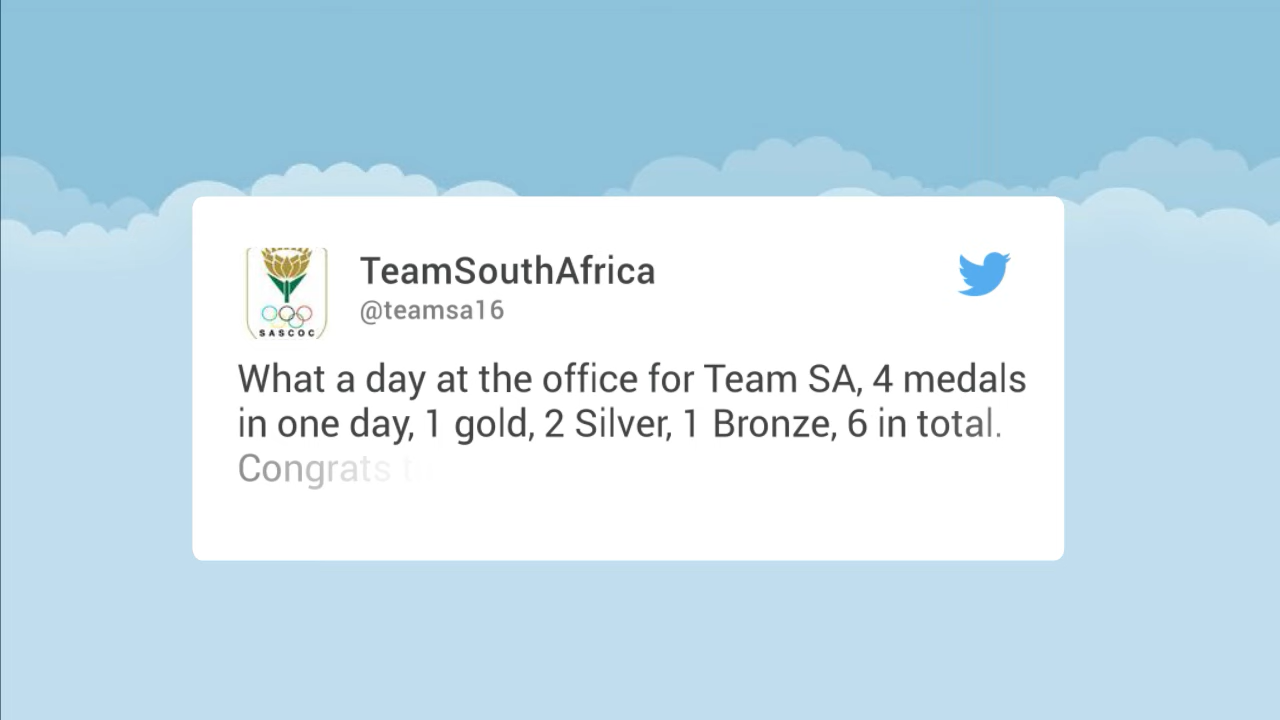 SASCOC
TeamSouthAfrica
@teamsa16
What a day at the office for Team SA, 4 medals
in one day, 1 gold, 2 Silver, 1 Bronze, 6 in total.
Congrats